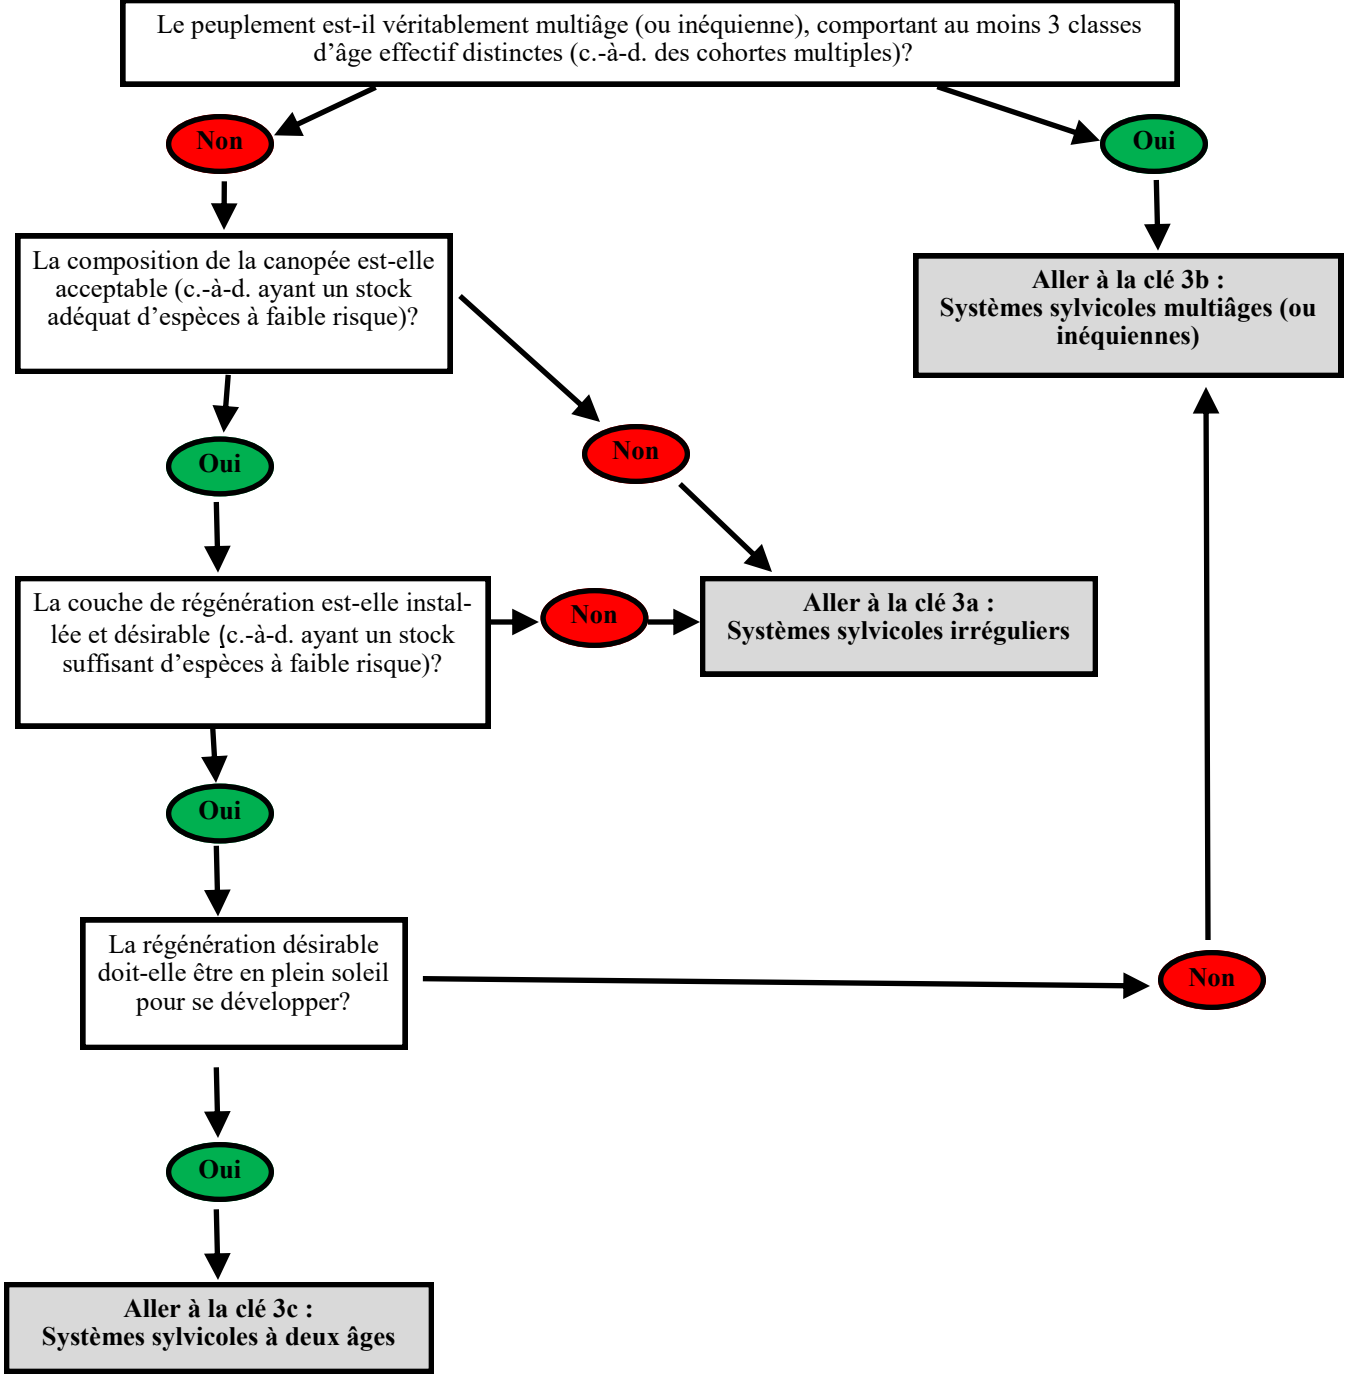 Le peuplement est-il véritablement multiâge (ou inéquienne), comportant au moins 3 classes
d’âge effectif distinctes (c.-à-d. des cohortes multiples)?
Non
Oui
La composition de la canopée est-elle
acceptable (c.-à-d. ayant un stock
adéquat d’espèces à faible risque)?
Aller à la clé 3b :
Systèmes sylvicoles multiâges (ou
inéquiennes)
Oui
Non
La couche de régénération est-elle instal-
lée et désirable (c.-à-d. ayant un stock
suffisant d’espèces à faible risque)?
Non
Aller à la clé 3a :
Systèmes sylvicoles irréguliers
Oui
La régénération désirable
doit-elle être en plein soleil
pour se développer?
Non
Oui
Aller à la clé 3c :
Systèmes sylvicoles à deux âges